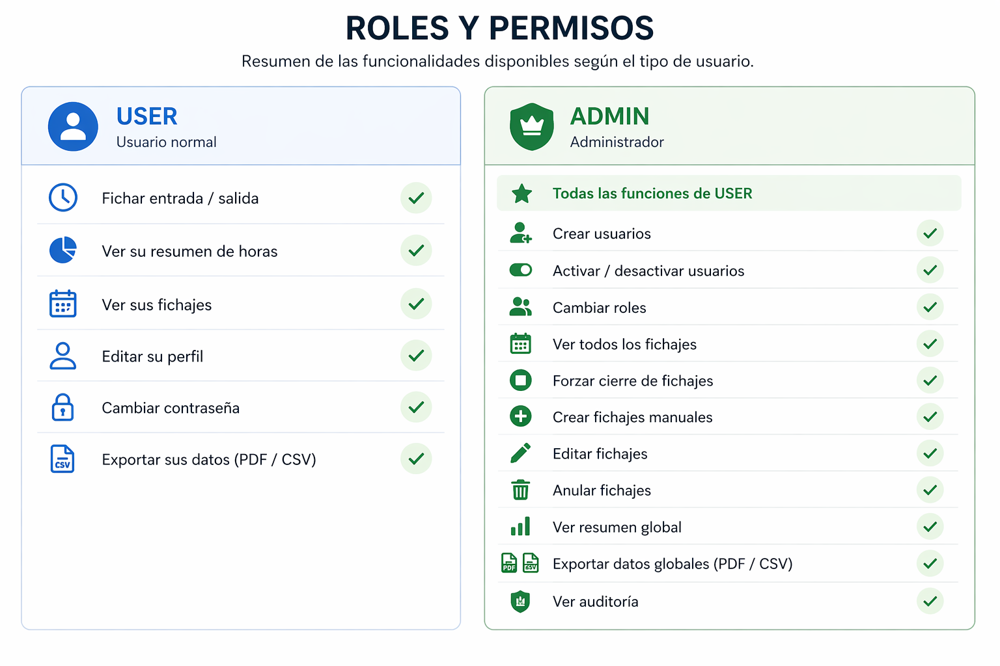 ROLES Y PERMISOS
Resumen de las funcionalidades disponibles según el tipo de usuario.
USER
Usuario normal
Fichar entrada / salida
Ver su resumen de horas
Ver sus fichajes
Editar su perfil
Cambiar contraseña
CSV
Exportar sus datos (PDF / CSV)
ADMIN
Administrador
Todas las funciones de USER
Crear usuarios
Activar / desactivar usuarios
Cambiar roles
Ver todos los fichajes
Forzar cierre de fichajes
Crear fichajes manuales
Editar fichajes
Anular fichajes
Ver resumen global
PDF CSV
Exportar datos globales (PDF / CSV)
Ver auditoría